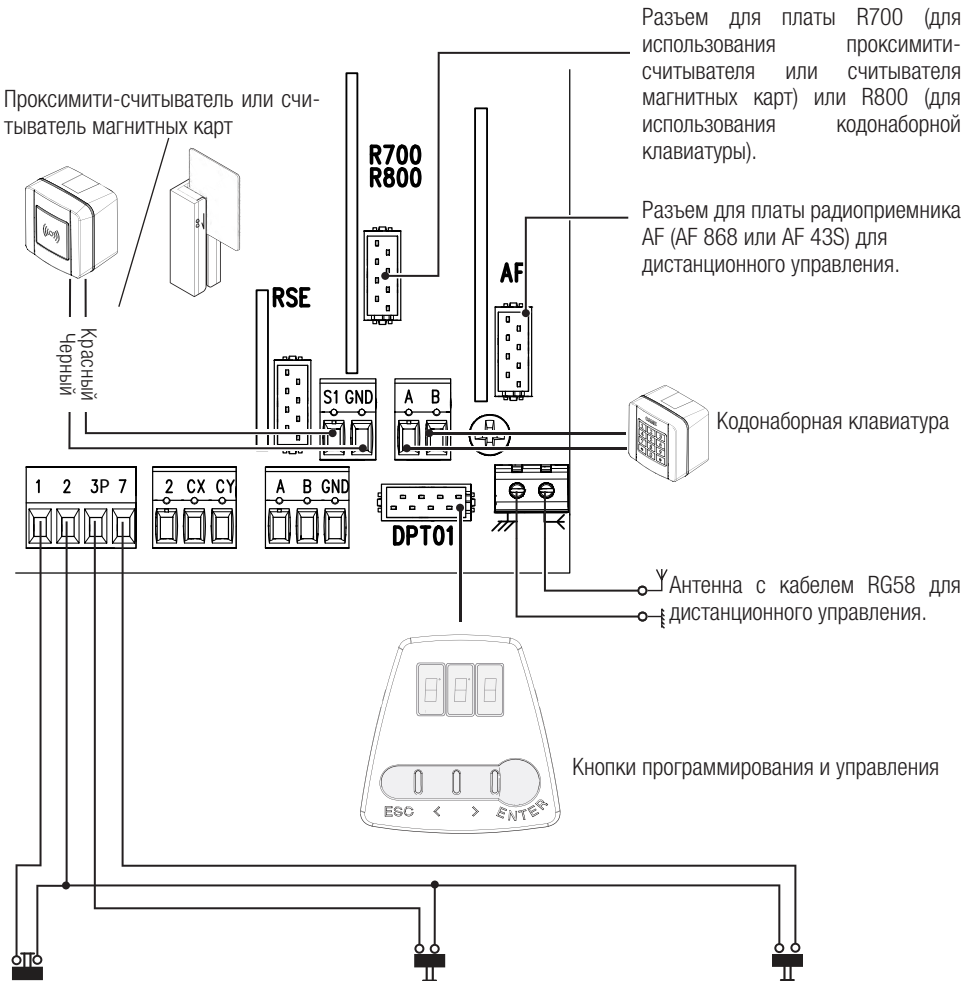 Разъем для платы R700 (для
использования проксимити-
считывателя или считывателя
магнитных карт) или R800 (для
использования кодонаборной
клавиатуры).
Проксимити-считыватель или счи-
тыватель магнитных карт
R700
R800
Разъем для платы радиоприемника
AF (AF 868 или AF 43S) для
дистанционного управления.
AF
RSE
Красный
Черный
S1 GND
A B
Кодонаборная клавиатура
1 2 3P 7
2 CX CY
A B GND
DPT01
Антенна с кабелем RG58 для
дистанционного управления.
Кнопки программирования и управления
ESC < > ENTER